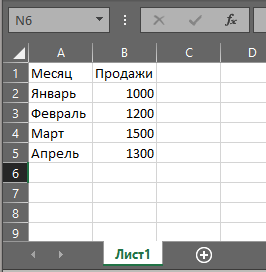 N6
fx
A B C D
1 Месяц Продажи
2 Январь 1000
3 Февраль 1200
4 Март 1500
5 Апрель 1300
6
7
8
9
Лист1